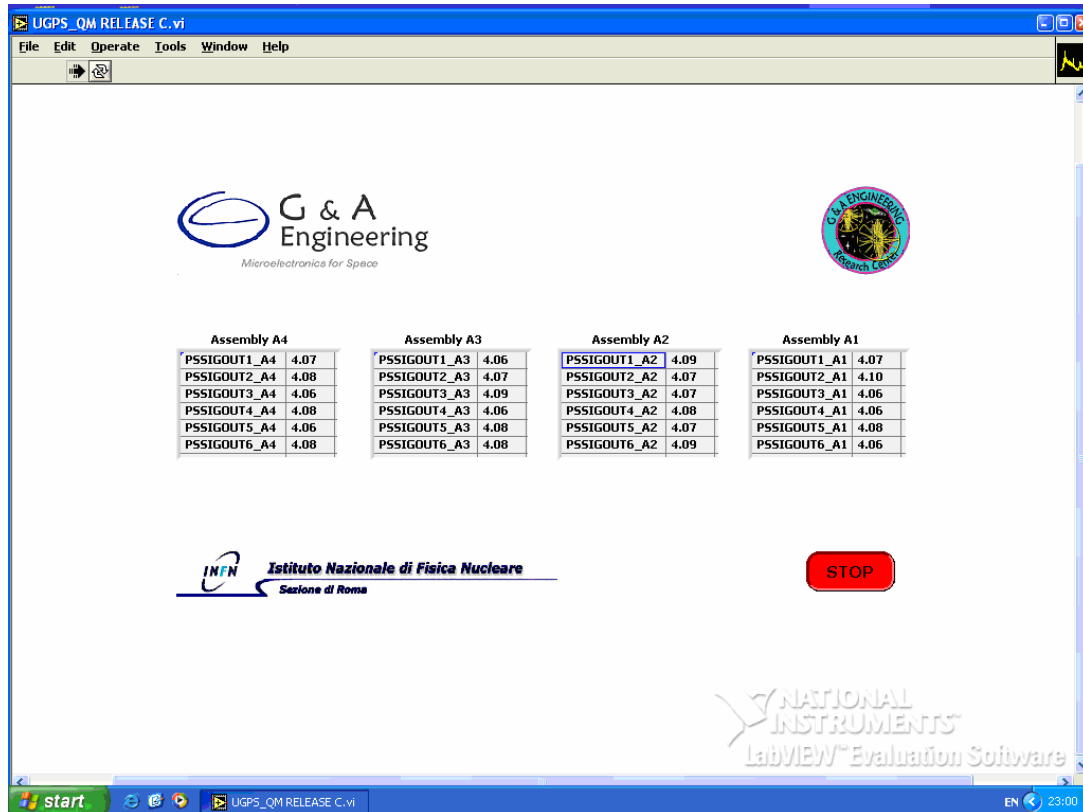 UGPS_QM RELEASE C.vi
File Edit Operate Tools Window Help
G & A
Engineering
Microelectronics for Space
G & A ENGINEERING
Research Center
Assembly A4 Assembly A3 Assembly A2 Assembly A1
PSSIGOUT1_A4 4.07 PSSIGOUT1_A3 4.06 PSSIGOUT1_A2 4.09 PSSIGOUT1_A1 4.07
PSSIGOUT2_A4 4.08 PSSIGOUT2_A3 4.07 PSSIGOUT2_A2 4.07 PSSIGOUT2_A1 4.10
PSSIGOUT3_A4 4.06 PSSIGOUT3_A3 4.09 PSSIGOUT3_A2 4.07 PSSIGOUT3_A1 4.06
PSSIGOUT4_A4 4.08 PSSIGOUT4_A3 4.06 PSSIGOUT4_A2 4.08 PSSIGOUT4_A1 4.06
PSSIGOUT5_A4 4.06 PSSIGOUT5_A3 4.08 PSSIGOUT5_A2 4.07 PSSIGOUT5_A1 4.08
PSSIGOUT6_A4 4.08 PSSIGOUT6_A3 4.08 PSSIGOUT6_A2 4.09 PSSIGOUT6_A1 4.06
INFN Istituto Nazionale di Fisica Nucleare
Sezione di Roma
STOP
NATIONAL
INSTRUMENTS™
LabVIEW™ Evaluation Software
start UGPS_QM RELEASE C.vi EN 23:00